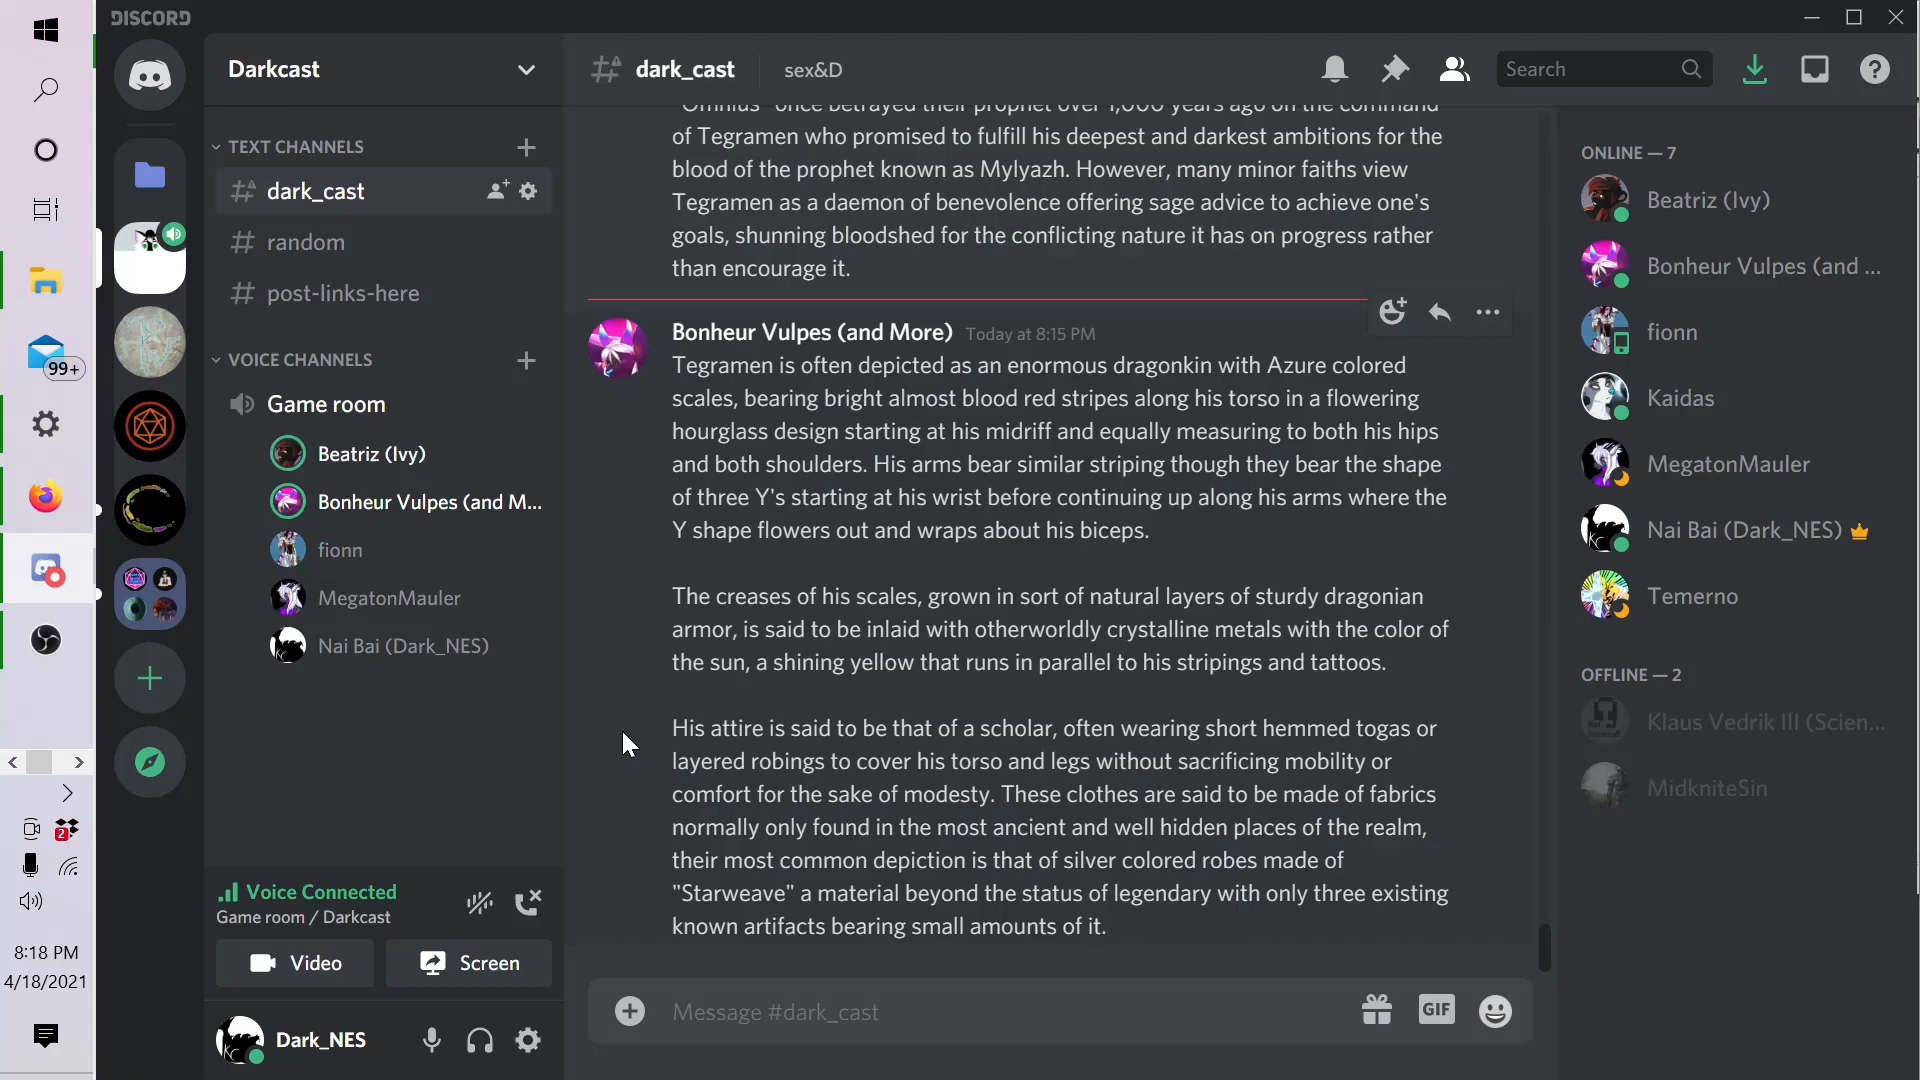 DISCORD
Darkcast
dark_cast
sex&D
Search
TEXT CHANNELS
dark_cast
random
post-links-here
VOICE CHANNELS
Game room
Beatriz (Ivy)
Bonheur Vulpes (and M...
fionn
MegatonMauler
Nai Bai (Dark_NES)
"Omnius" once betrayed their prophet over 1,000 years ago on the command
of Tegramen who promised to fulfill his deepest and darkest ambitions for the
blood of the prophet known as Mylyazh. However, many minor faiths view
Tegramen as a daemon of benevolence offering sage advice to achieve one's
goals, shunning bloodshed for the conflicting nature it has on progress rather
than encourage it.
Bonheur Vulpes (and More) Today at 8:15 PM
Tegramen is often depicted as an enormous dragonkin with Azure colored
scales, bearing bright almost blood red stripes along his torso in a flowering
hourglass design starting at his midriff and equally measuring to both his hips
and both shoulders. His arms bear similar striping though they bear the shape
of three Y's starting at his wrist before continuing up along his arms where the
Y shape flowers out and wraps about his biceps.
The creases of his scales, grown in sort of natural layers of sturdy dragonian
armor, is said to be inlaid with otherworldly crystalline metals with the color of
the sun, a shining yellow that runs in parallel to his stripings and tattoos.
His attire is said to be that of a scholar, often wearing short hemmed togas or
layered robings to cover his torso and legs without sacrificing mobility or
comfort for the sake of modesty. These clothes are said to be made of fabrics
normally only found in the most ancient and well hidden places of the realm,
their most common depiction is that of silver colored robes made of
"Starweave" a material beyond the status of legendary with only three existing
known artifacts bearing small amounts of it.
Message #dark_cast
GIF
ONLINE — 7
Beatriz (Ivy)
Bonheur Vulpes (and ...
fionn
Kaidas
MegatonMauler
Nai Bai (Dark_NES)
Temerno
OFFLINE — 2
Klaus Vedrik III (Scien...
MidkniteSin
Voice Connected
Game room / Darkcast
Video
Screen
Dark_NES
99+
2
8:18 PM
4/18/2021